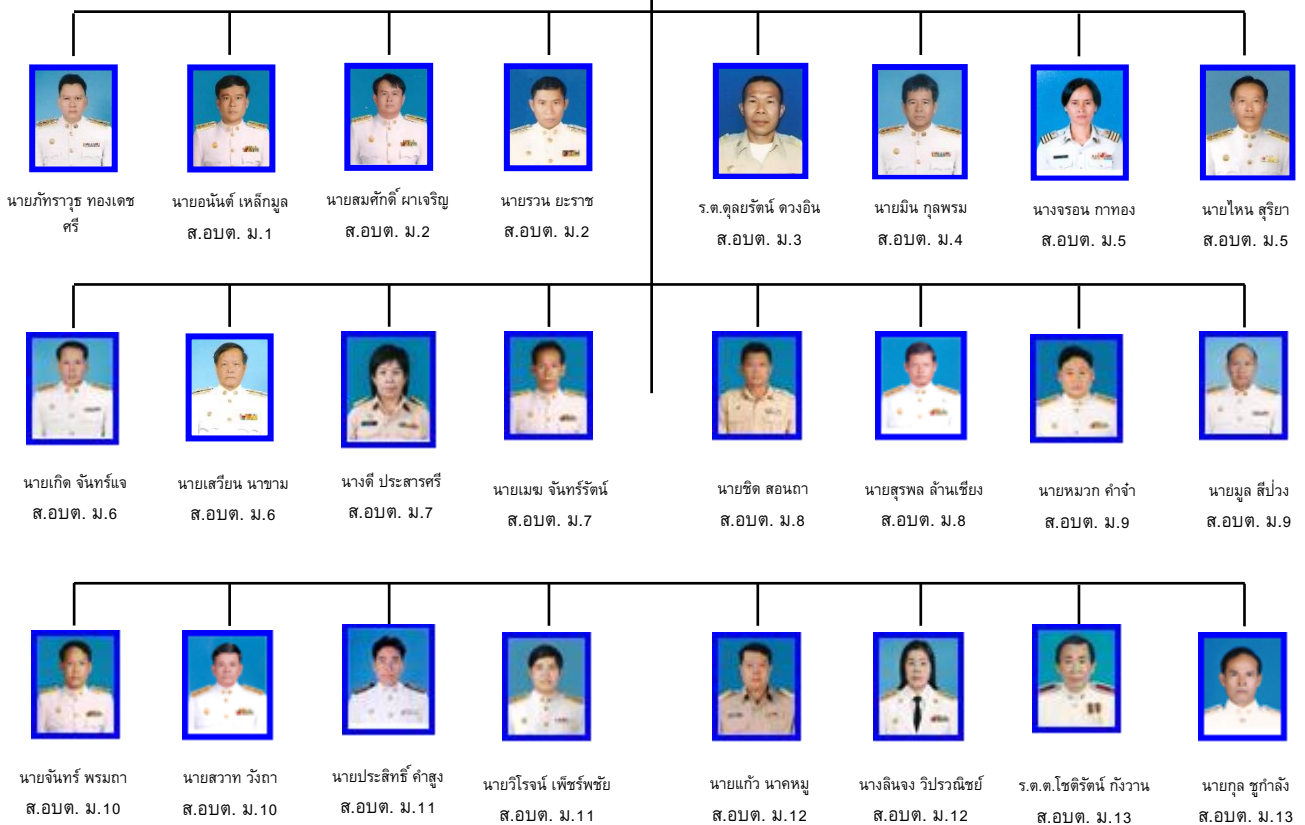 นายภัทราวุธ ทองเดช
ศรี
นายอนันต์ เหล็กมูล
ส.อบต. ม.1
นายสมศักดิ์ ผาเจริญ
ส.อบต. ม.2
นายรวน ยะราช
ส.อบต. ม.2
ร.ต.ดุลยรัตน์ ดวงอิน
ส.อบต. ม.3
นายมิน กุลพรม
ส.อบต. ม.4
นางจรอน กาทอง
ส.อบต. ม.5
นายไหน สุริยา
ส.อบต. ม.5
นายเกิด จันทร์แจ
ส.อบต. ม.6
นายเสวียน นาขาม
ส.อบต. ม.6
นางดี ประสารศรี
ส.อบต. ม.7
นายเมฆ จันทร์รัตน์
ส.อบต. ม.7
นายชิด สอนถา
ส.อบต. ม.8
นายสุรพล ล้านเชียง
ส.อบต. ม.8
นายหมวก คำจำ๋
ส.อบต. ม.9
นายมูล สีป่วง
ส.อบต. ม.9
นายจันทร์ พรมถา
ส.อบต. ม.10
นายสวาท วังถา
ส.อบต. ม.10
นายประสิทธิ์ คำสูง
ส.อบต. ม.11
นายวิโรจน์ เพ็ชร์พชัย
ส.อบต. ม.11
นายแก้ว นาคหมู
ส.อบต. ม.12
นางลินจง วิปรวณิชย์
ส.อบต. ม.12
ร.ต.ต.โชติรัตน์ กังวาน
ส.อบต. ม.13
นายกุล ชูกำลัง
ส.อบต. ม.13